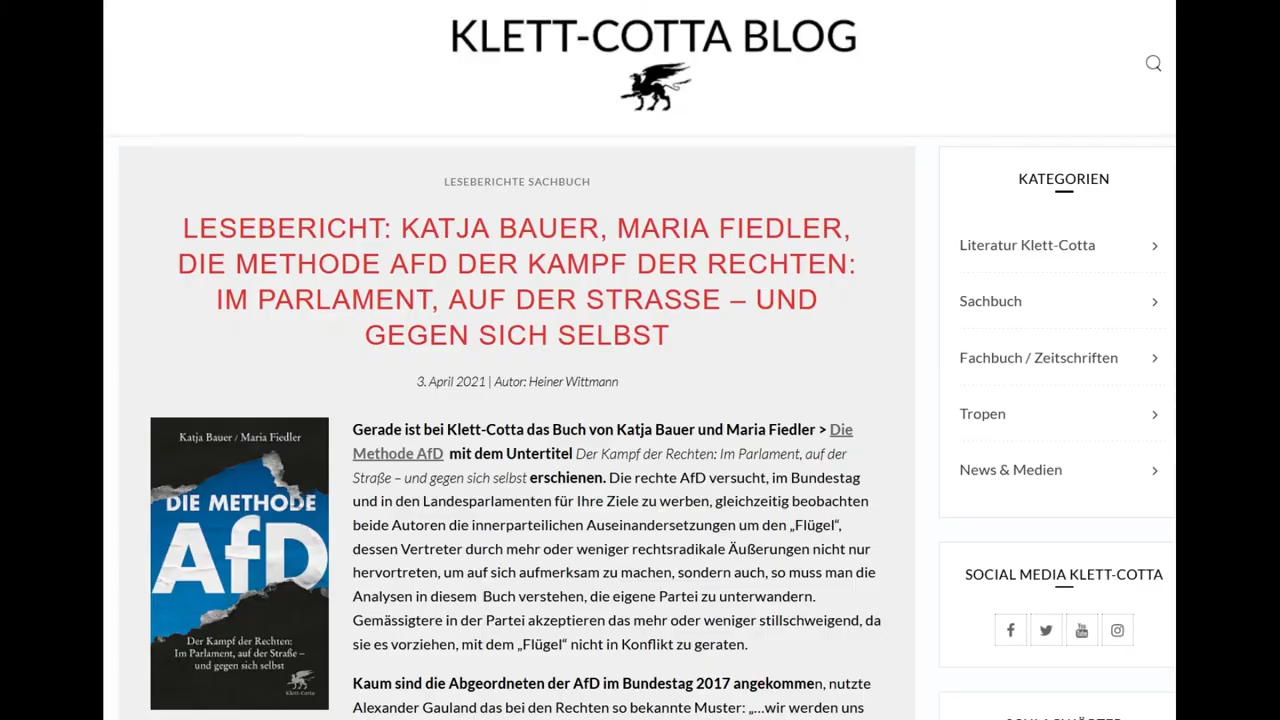 KLETT-COTTA BLOG
LESEBERICHTE SACHBUCH
LESEBERICHT: KATJA BAUER, MARIA FIEDLER,
DIE METHODE AFD DER KAMPF DER RECHTEN:
IM PARLAMENT, AUF DER STRASSE – UND
GEGEN SICH SELBST
3. April 2021 | Autor: Heiner Wittmann
Katja Bauer / Maria Fiedler
DIE METHODE
AfD
Der Kampf der Rechten:
Im Parlament, auf der Straße –
und gegen sich selbst
Klett-Cotta
Gerade ist bei Klett-Cotta das Buch von Katja Bauer und Maria Fiedler > Die
Methode AfD mit dem Untertitel Der Kampf der Rechten: Im Parlament, auf der
Straße – und gegen sich selbst erschienen. Die rechte AfD versucht, im Bundestag
und in den Landesparlamenten für Ihre Ziele zu werben, gleichzeitig beobachten
beide Autoren die innerparteilichen Auseinandersetzungen um den „Flügel“,
dessen Vertreter durch mehr oder weniger rechtsradikale Äußerungen nicht nur
hervortreten, um auf sich aufmerksam zu machen, sondern auch, so muss man die
Analysen in diesem Buch verstehen, die eigene Partei zu unterwandern.
Gemässigtere in der Partei akzeptieren das mehr oder weniger stillschweigend, da
sie es vorziehen, mit dem „Flügel“ nicht in Konflikt zu geraten.
Kaum sind die Abgeordneten der AfD im Bundestag 2017 angekommen, nutzte
Alexander Gauland das bei den Rechten so bekannte Muster: „…wir werden uns
KATEGORIEN
Literatur Klett-Cotta
Sachbuch
Fachbuch / Zeitschriften
Tropen
News & Medien
SOCIAL MEDIA KLETT-COTTA